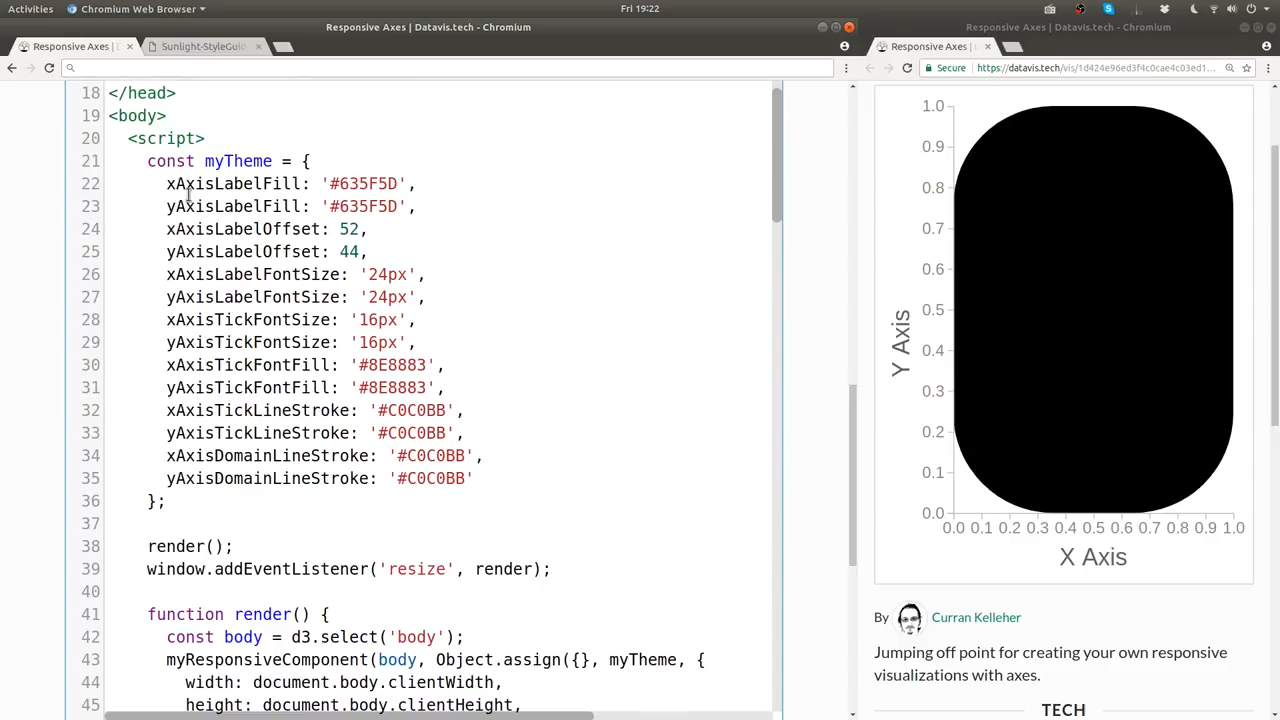 Activities
Chromium Web Browser
Fri 19:22
Responsive Axes | Datavis.tech - Chromium
Responsive Axes | Datavis.tech - Chromium
Responsive Axes | D
Sunlight-StyleGuid
Responsive Axes |
Secure
https://datavis.tech/vis/1d424e96ed3f4c0cae4c03ed1...
18 </head>
19 <body>
20 <script>
21 const myTheme = {
22 xAxisLabelFill: '#635F5D',
23 yAxisLabelFill: '#635F5D',
24 xAxisLabelOffset: 52,
25 yAxisLabelOffset: 44,
26 xAxisLabelFontSize: '24px',
27 yAxisLabelFontSize: '24px',
28 xAxisTickFontSize: '16px',
29 yAxisTickFontSize: '16px',
30 xAxisTickFontFill: '#8E8883',
31 yAxisTickFontFill: '#8E8883',
32 xAxisTickLineStroke: '#C0C0BB',
33 yAxisTickLineStroke: '#C0C0BB',
34 xAxisDomainLineStroke: '#C0C0BB',
35 yAxisDomainLineStroke: '#C0C0BB'
36 };
37
38 render();
39 window.addEventListener('resize', render);
40
41 function render() {
42 const body = d3.select('body');
43 myResponsiveComponent(body, Object.assign({}, myTheme, {
44 width: document.body.clientWidth,
45 height: document.body.clientHeight,
1.0
0.9
0.8
0.7
0.6
0.5
0.4
0.3
0.2
0.1
0.0
Y Axis
0.0 0.1 0.2 0.3 0.4 0.5 0.6 0.7 0.8 0.9 1.0
X Axis
By Curran Kelleher
Jumping off point for creating your own responsive
visualizations with axes.
TECH